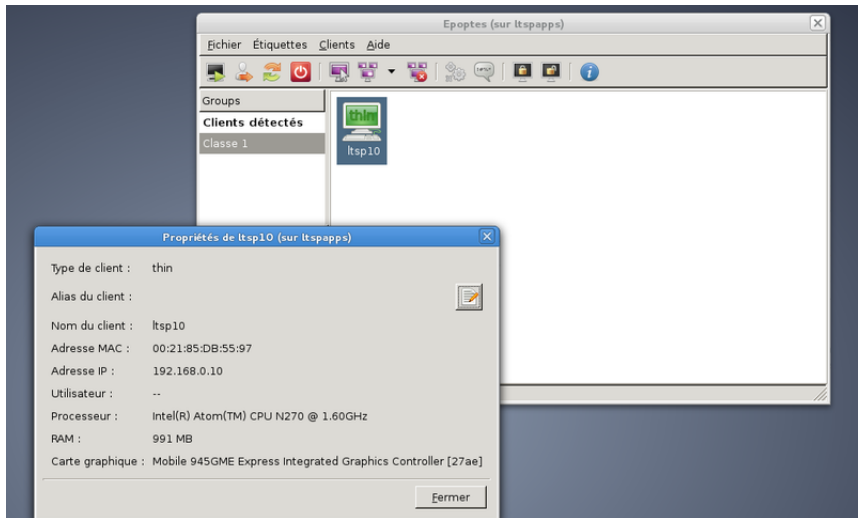 Epoptes (sur ltspapps)
Fichier Étiquettes Clients Aide
Groups
Clients détectés
Classe 1
thin
ltsp10
Propriétés de ltsp10 (sur ltspapps)
Type de client : thin
Alias du client :
Nom du client : ltsp10
Adresse MAC : 00:21:85:DB:55:97
Adresse IP : 192.168.0.10
Utilisateur : --
Processeur : Intel(R) Atom(TM) CPU N270 @ 1.60GHz
RAM : 991 MB
Carte graphique : Mobile 945GME Express Integrated Graphics Controller [27ae]
Fermer